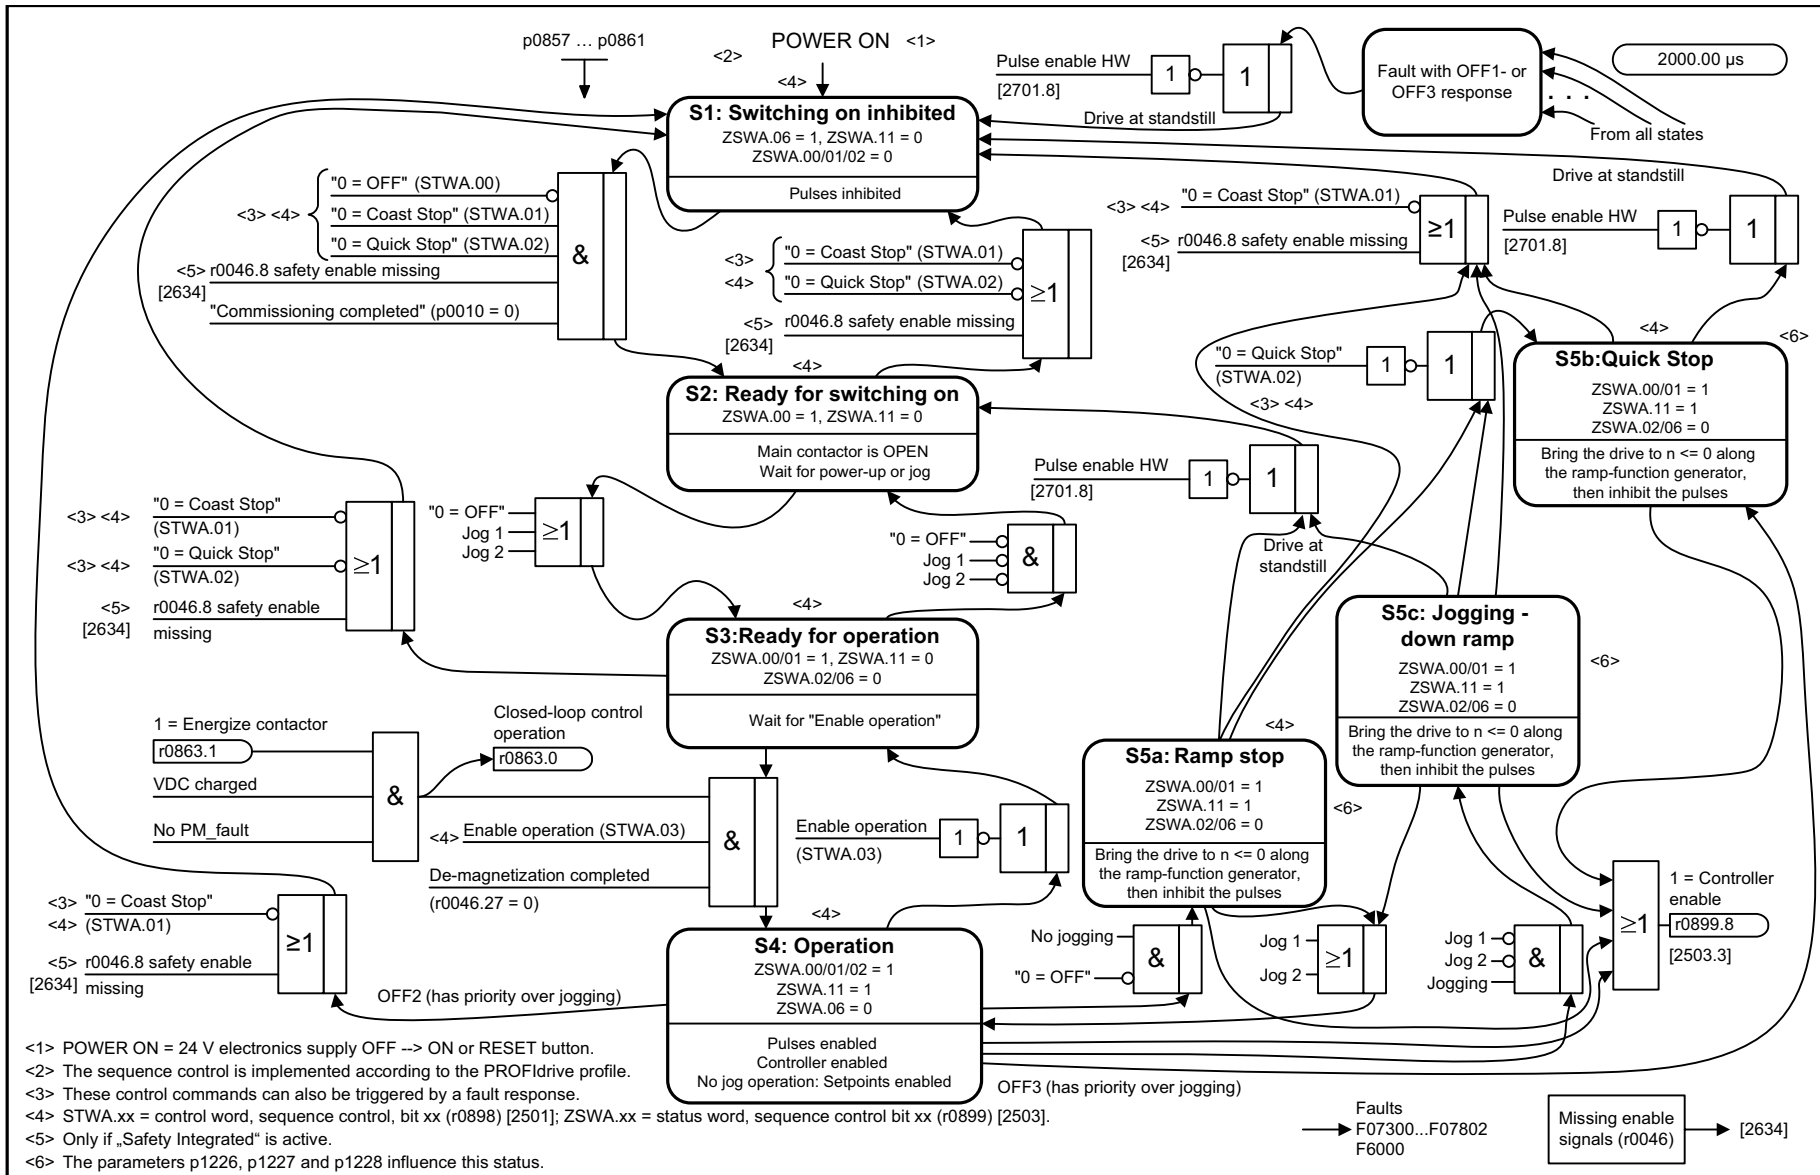 p0857 ... p0861
<2>
POWER ON <1>
<4>
S1: Switching on inhibited
ZSWA.06 = 1, ZSWA.11 = 0
ZSWA.00/01/02 = 0
Pulses inhibited
Pulse enable HW
[2701.8]
1
1
Drive at standstill
Fault with OFF1- or
OFF3 response
2000.00 µs
. . .
From all states
"0 = OFF" (STWA.00)
<3> <4>
"0 = Coast Stop" (STWA.01)
"0 = Quick Stop" (STWA.02)
<5> r0046.8 safety enable missing
[2634]
"Commissioning completed" (p0010 = 0)
&
<3>
<4>
"0 = Coast Stop" (STWA.01)
"0 = Quick Stop" (STWA.02)
<5>
[2634]
r0046.8 safety enable missing
≥1
<3> <4>
"0 = Coast Stop" (STWA.01)
<5> r0046.8 safety enable missing
[2634]
≥1
Drive at standstill
Pulse enable HW
[2701.8]
1
1
<4>
S2: Ready for switching on
ZSWA.00 = 1, ZSWA.11 = 0
Main contactor is OPEN
Wait for power-up or jog
"0 = Quick Stop"
(STWA.02)
1
1
<3> <4>
<4>
<6>
S5b:Quick Stop
ZSWA.00/01 = 1
ZSWA.11 = 1
ZSWA.02/06 = 0
Bring the drive to n <= 0 along
the ramp-function generator,
then inhibit the pulses
<3> <4>
"0 = Coast Stop"
(STWA.01)
<3> <4>
"0 = Quick Stop"
(STWA.02)
<5>
[2634]
r0046.8 safety enable
missing
≥1
"0 = OFF"
Jog 1
Jog 2
≥1
"0 = OFF"
Jog 1
Jog 2
&
Pulse enable HW
[2701.8]
1
1
Drive at
standstill
<4>
S3:Ready for operation
ZSWA.00/01 = 1, ZSWA.11 = 0
ZSWA.02/06 = 0
Wait for "Enable operation"
S5c: Jogging -
down ramp
ZSWA.00/01 = 1
ZSWA.11 = 1
ZSWA.02/06 = 0
Bring the drive to n <= 0 along
the ramp-function generator,
then inhibit the pulses
<6>
1 = Energize contactor
r0863.1
VDC charged
No PM_fault
&
Closed-loop control
operation
r0863.0
<4> Enable operation (STWA.03)
De-magnetization completed
(r0046.27 = 0)
&
Enable operation
(STWA.03)
1
1
<4>
S5a: Ramp stop
ZSWA.00/01 = 1
ZSWA.11 = 1
ZSWA.02/06 = 0
Bring the drive to n <= 0 along
the ramp-function generator,
then inhibit the pulses
<6>
<3> "0 = Coast Stop"
<4> (STWA.01)
<5>
[2634]
r0046.8 safety enable
missing
≥1
OFF2 (has priority over jogging)
<4>
S4: Operation
ZSWA.00/01/02 = 1
ZSWA.11 = 1
ZSWA.06 = 0
Pulses enabled
Controller enabled
No jog operation: Setpoints enabled
No jogging
"0 = OFF"
&
Jog 1
Jog 2
≥1
Jog 1
Jog 2
Jogging
&
≥1
1 = Controller
enable
r0899.8
[2503.3]
OFF3 (has priority over jogging)
<1> POWER ON = 24 V electronics supply OFF --> ON or RESET button.
<2> The sequence control is implemented according to the PROFIdrive profile.
<3> These control commands can also be triggered by a fault response.
<4> STWA.xx = control word, sequence control, bit xx (r0898) [2501]; ZSWA.xx = status word, sequence control bit xx (r0899) [2503].
<5> Only if „Safety Integrated“ is active.
<6> The parameters p1226, p1227 and p1228 influence this status.
Faults
F07300...F07802
F6000
Missing enable
signals (r0046)
[2634]